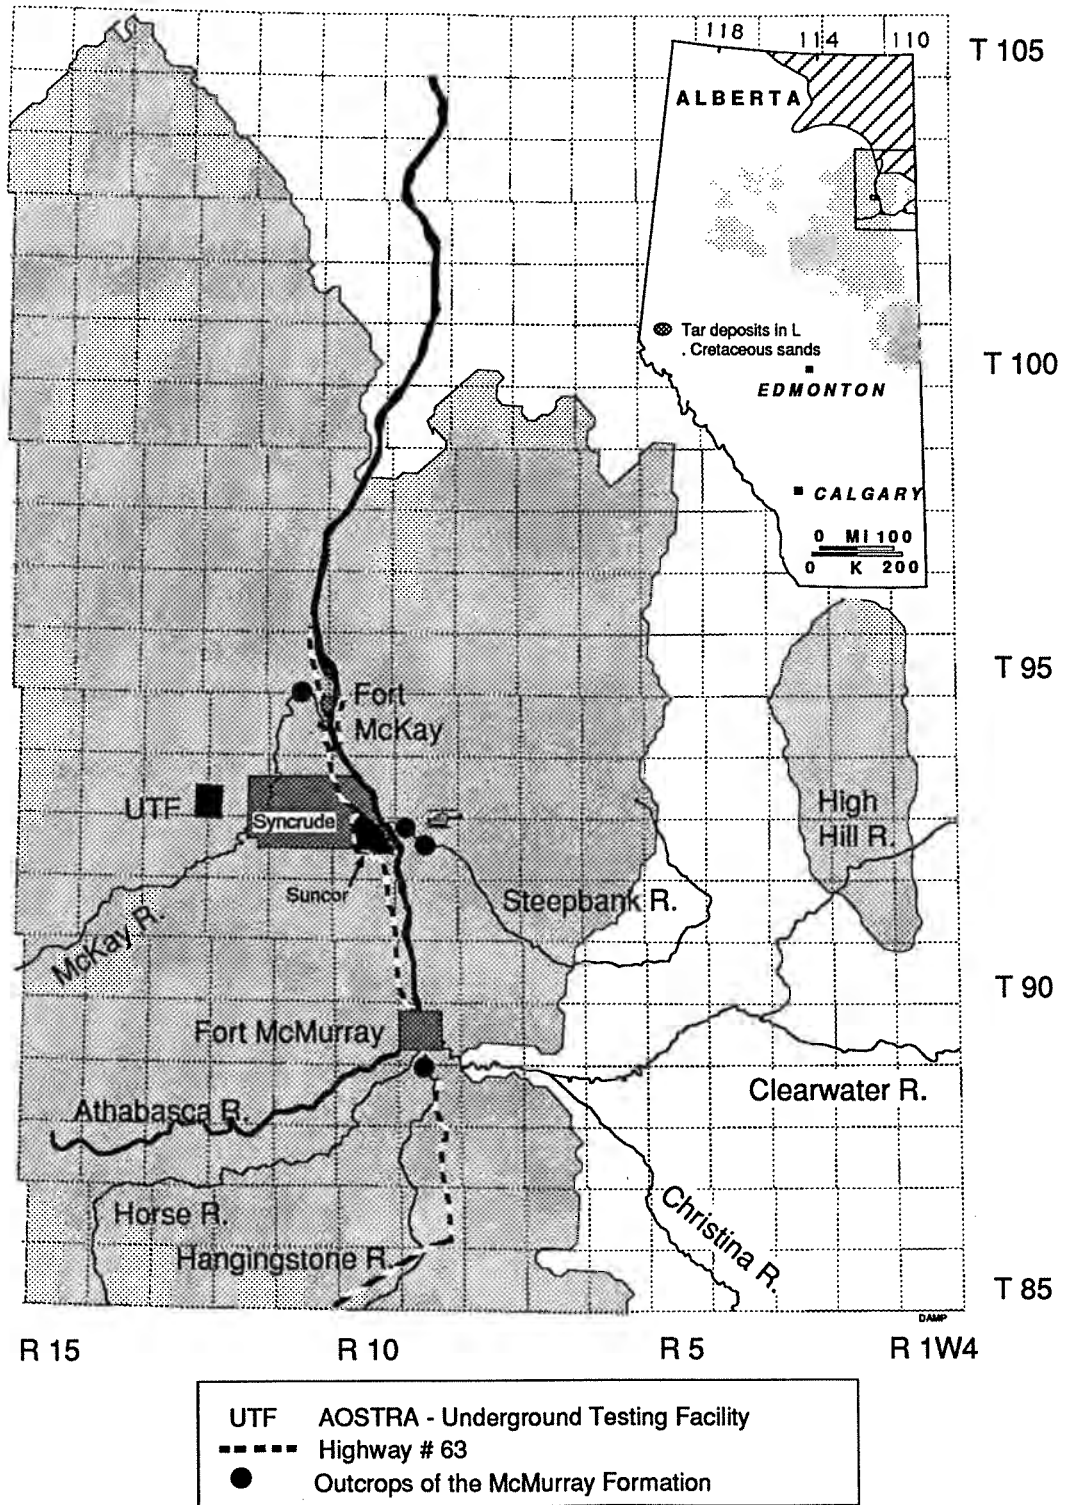 118
114
110
T 105
ALBERTA
Tar deposits in L
. Cretaceous sands
T 100
EDMONTON
CALGARY
0 MI 100
0 K 200
T 95
Fort
McKay
UTF
Syncrude
High
Hill R.
Suncor
Steepbank R.
McKay R.
T 90
Fort McMurray
Clearwater R.
Athabasca R.
Christina R.
Horse R.
Hangingstone R.
T 85
DAMP
R 15
R 10
R 5
R 1W4
UTF AOSTRA - Underground Testing Facility
Highway # 63
Outcrops of the McMurray Formation